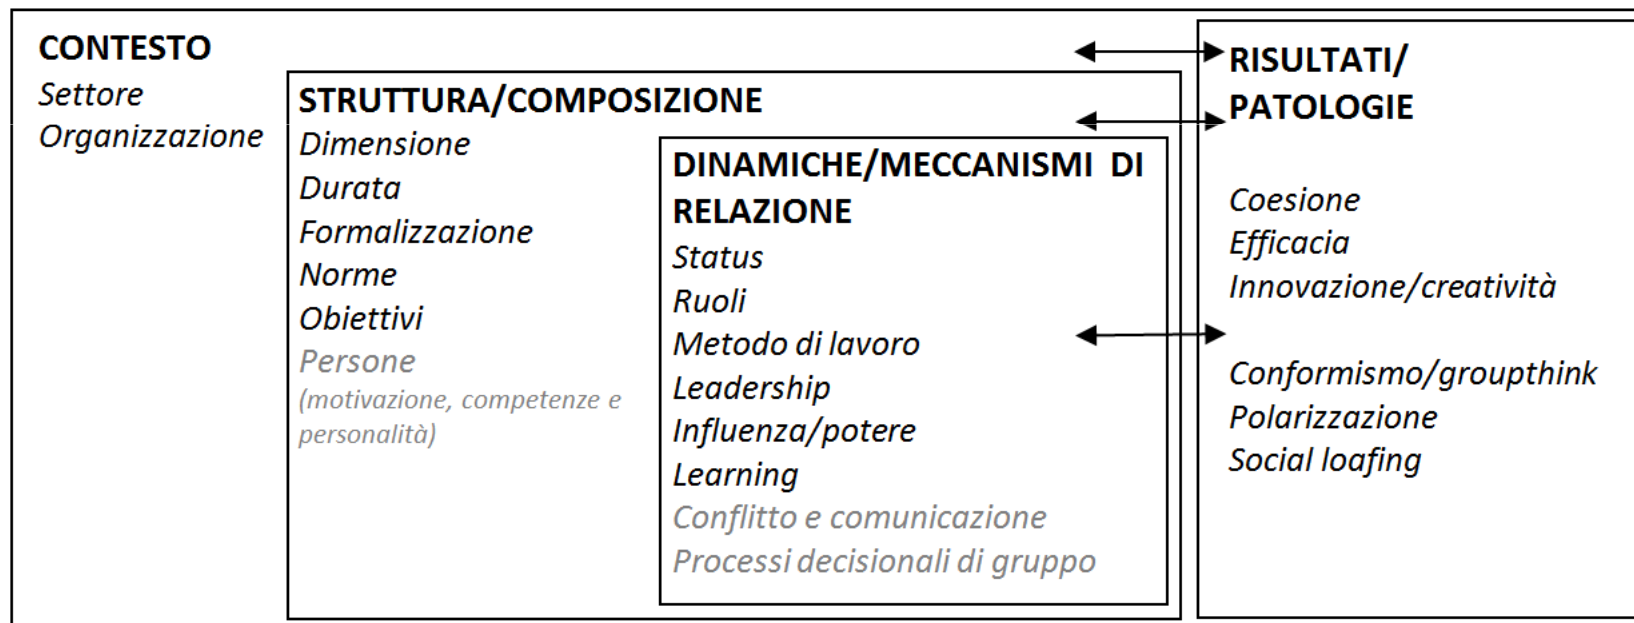 CONTESTO
Settore
Organizzazione
STRUTTURA/COMPOSIZIONE
Dimensione
Durata
Formalizzazione
Norme
Obiettivi
Persone
(motivazione, competenze e
personalità)
DINAMICHE/MECCANISMI DI
RELAZIONE
Status
Ruoli
Metodo di lavoro
Leadership
Influenza/potere
Learning
Conflitto e comunicazione
Processi decisionali di gruppo
RISULTATI/
PATOLOGIE
Coesione
Efficacia
Innovazione/creatività
Conformismo/groupthink
Polarizzazione
Social loafing